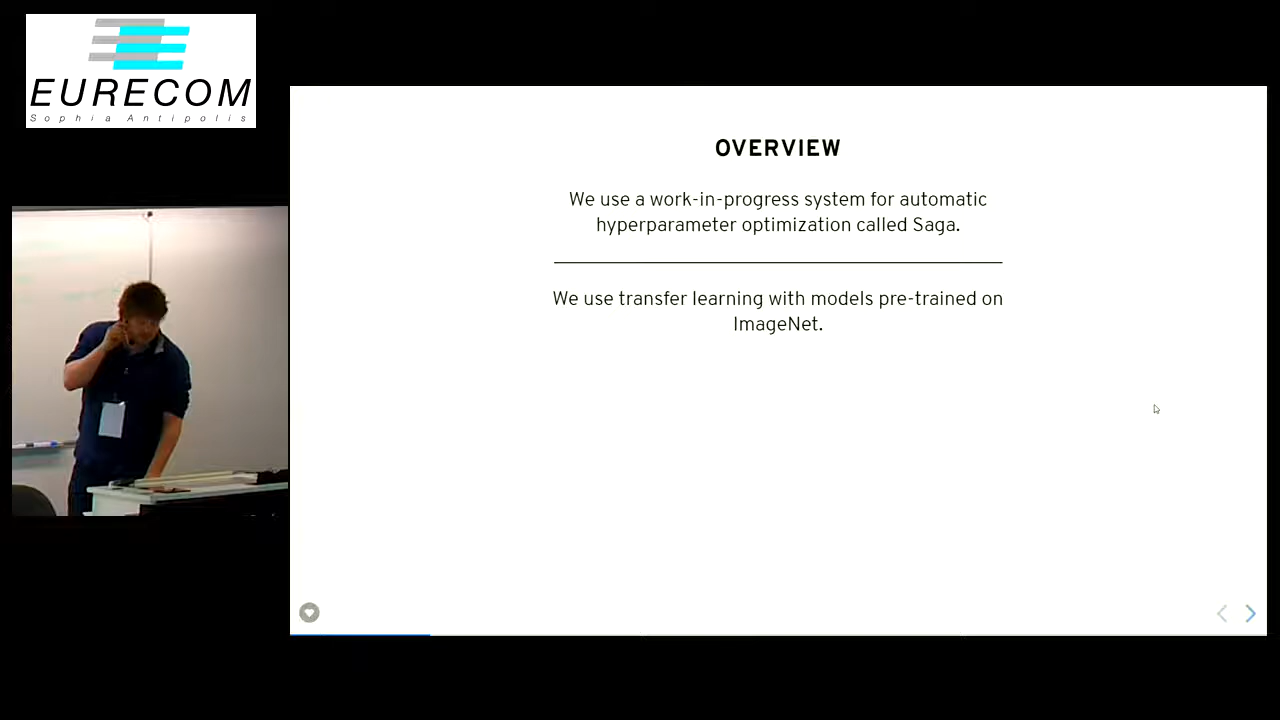 EURECOM
Sophia Antipolis
OVERVIEW
We use a work-in-progress system for automatic
hyperparameter optimization called Saga.
We use transfer learning with models pre-trained on
ImageNet.